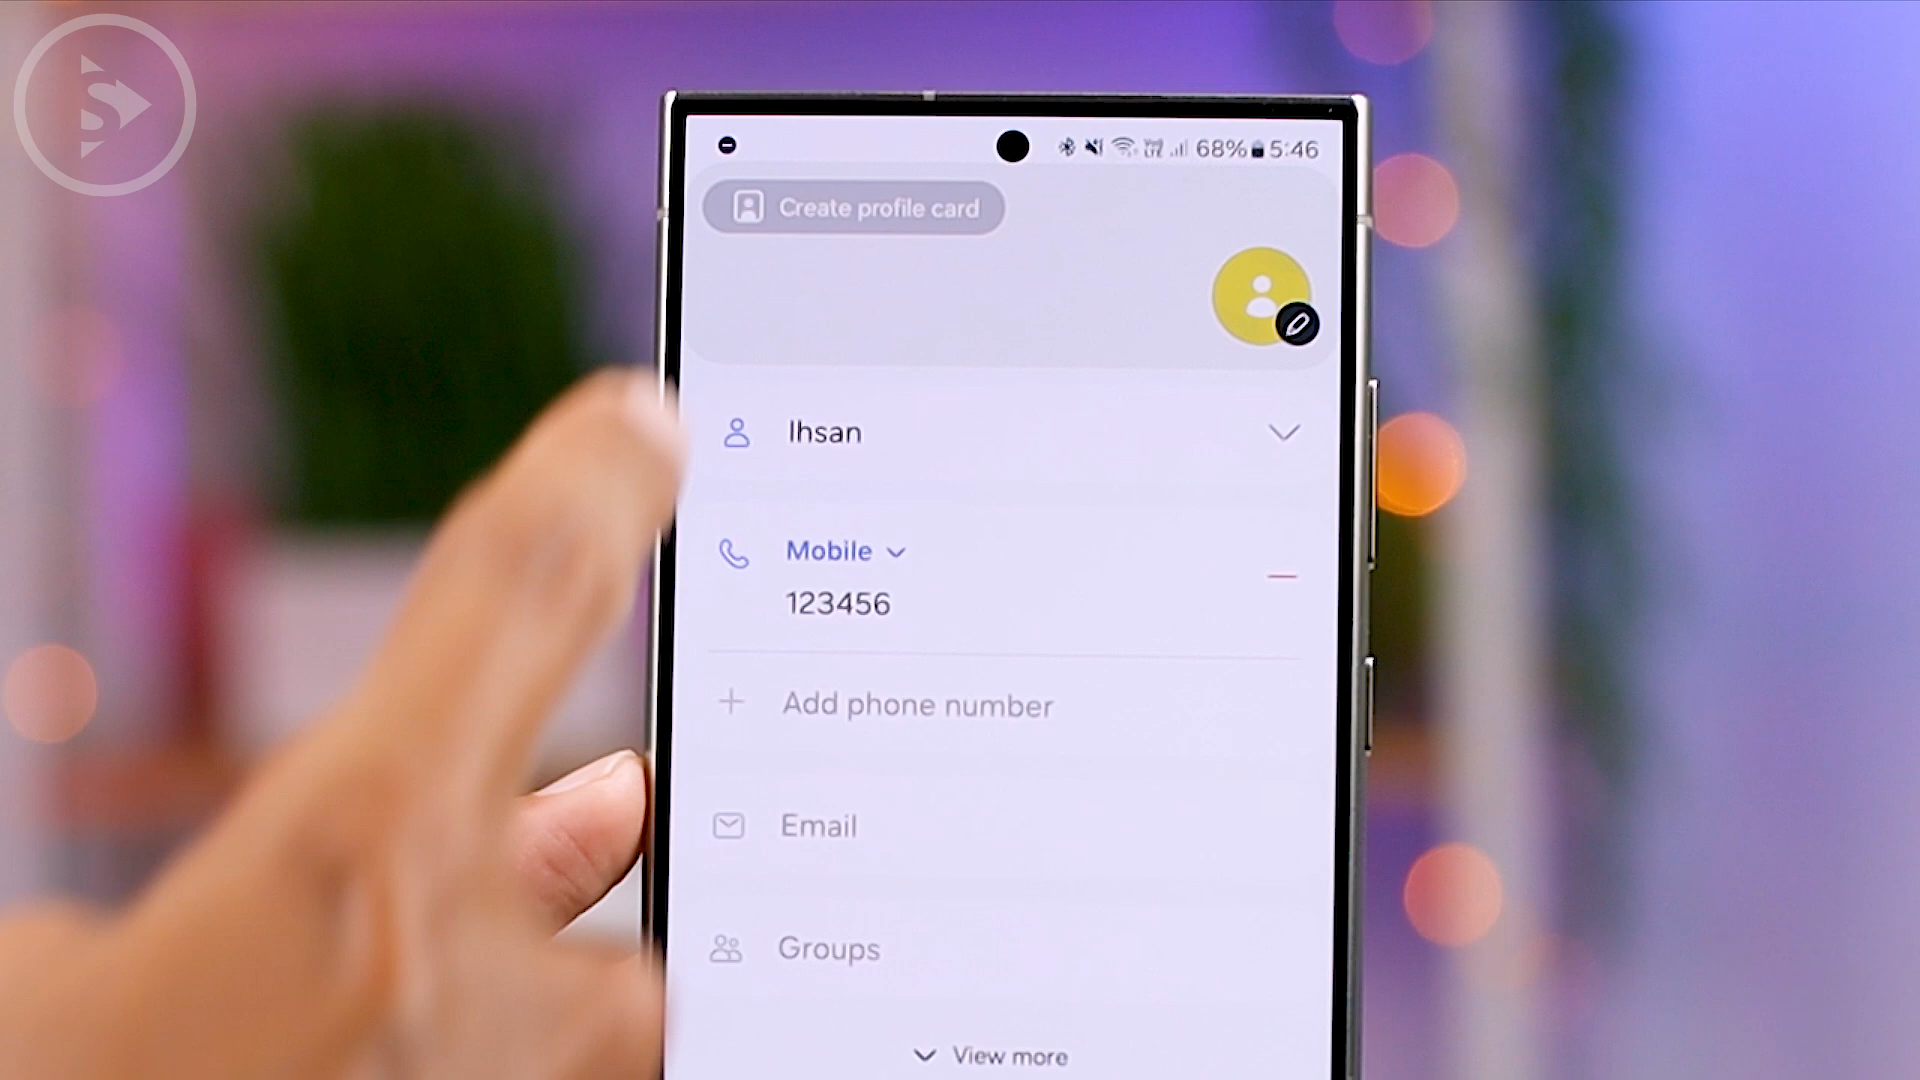 S
68% 5:46
Create profile card
Ihsan
Mobile
123456
Add phone number
Email
Groups
View more